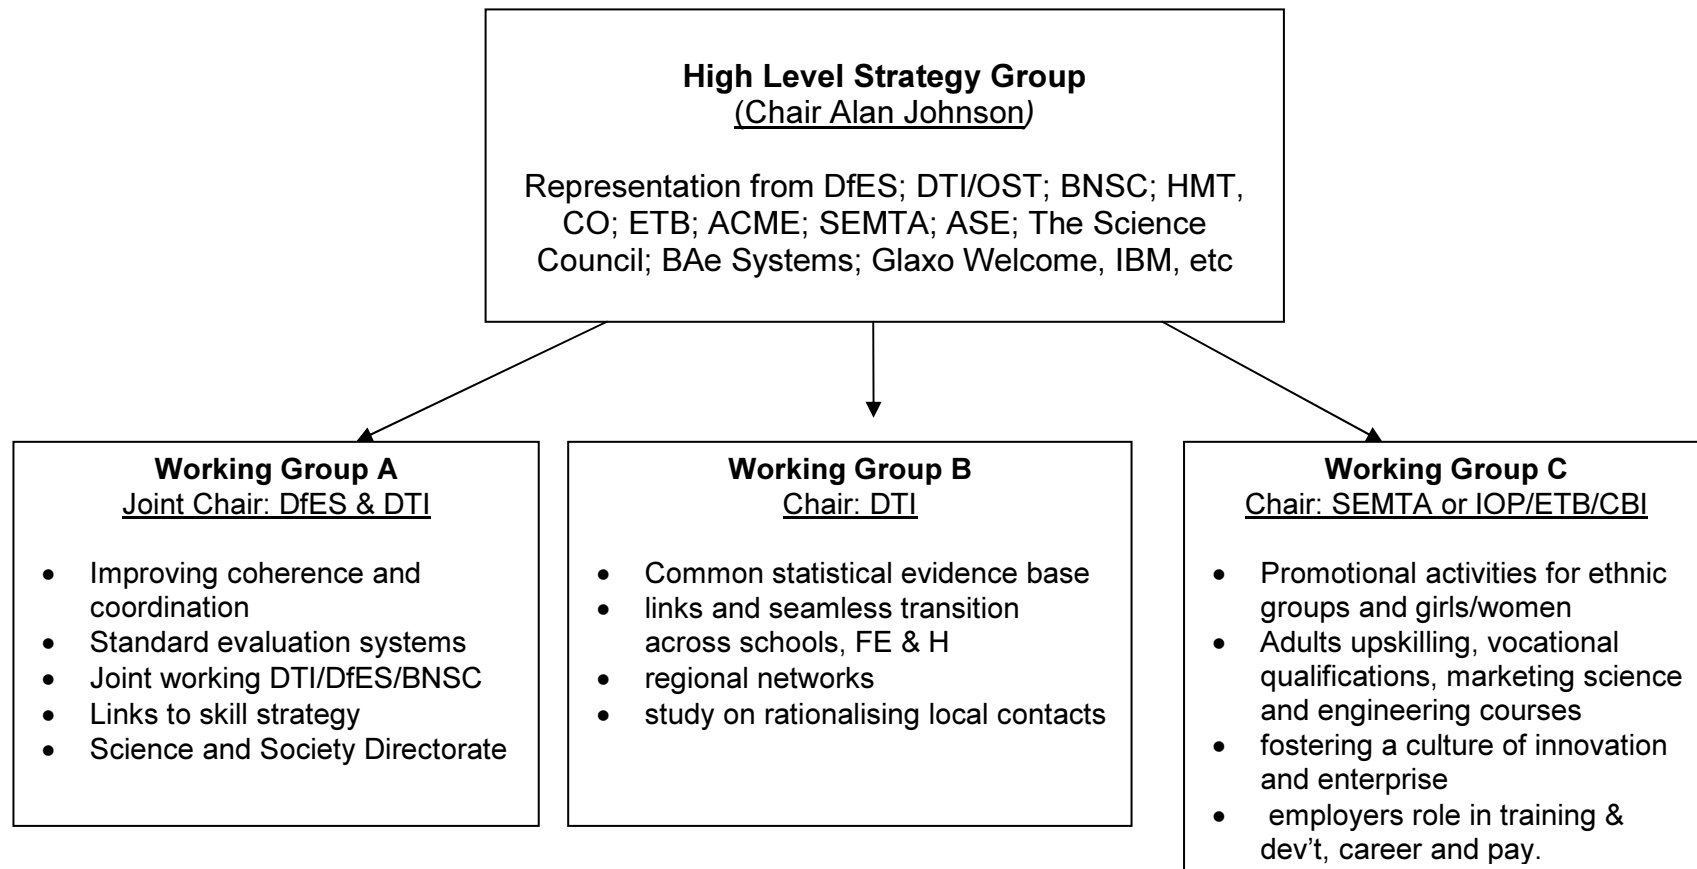 High Level Strategy Group
(Chair Alan Johnson)
Representation from DfES; DTI/OST; BNSC; HMT,
CO; ETB; ACME; SEMTA; ASE; The Science
Council; BAe Systems; Glaxo Welcome, IBM, etc
Working Group A
Joint Chair: DfES & DTI
• Improving coherence and
coordination
• Standard evaluation systems
• Joint working DTI/DfES/BNSC
• Links to skill strategy
• Science and Society Directorate
Working Group B
Chair: DTI
• Common statistical evidence base
• links and seamless transition
across schools, FE & H
• regional networks
• study on rationalising local contacts
Working Group C
Chair: SEMTA or IOP/ETB/CBI
• Promotional activities for ethnic
groups and girls/women
• Adults upskilling, vocational
qualifications, marketing science
and engineering courses
• fostering a culture of innovation
and enterprise
• employers role in training &
dev't, career and pay.